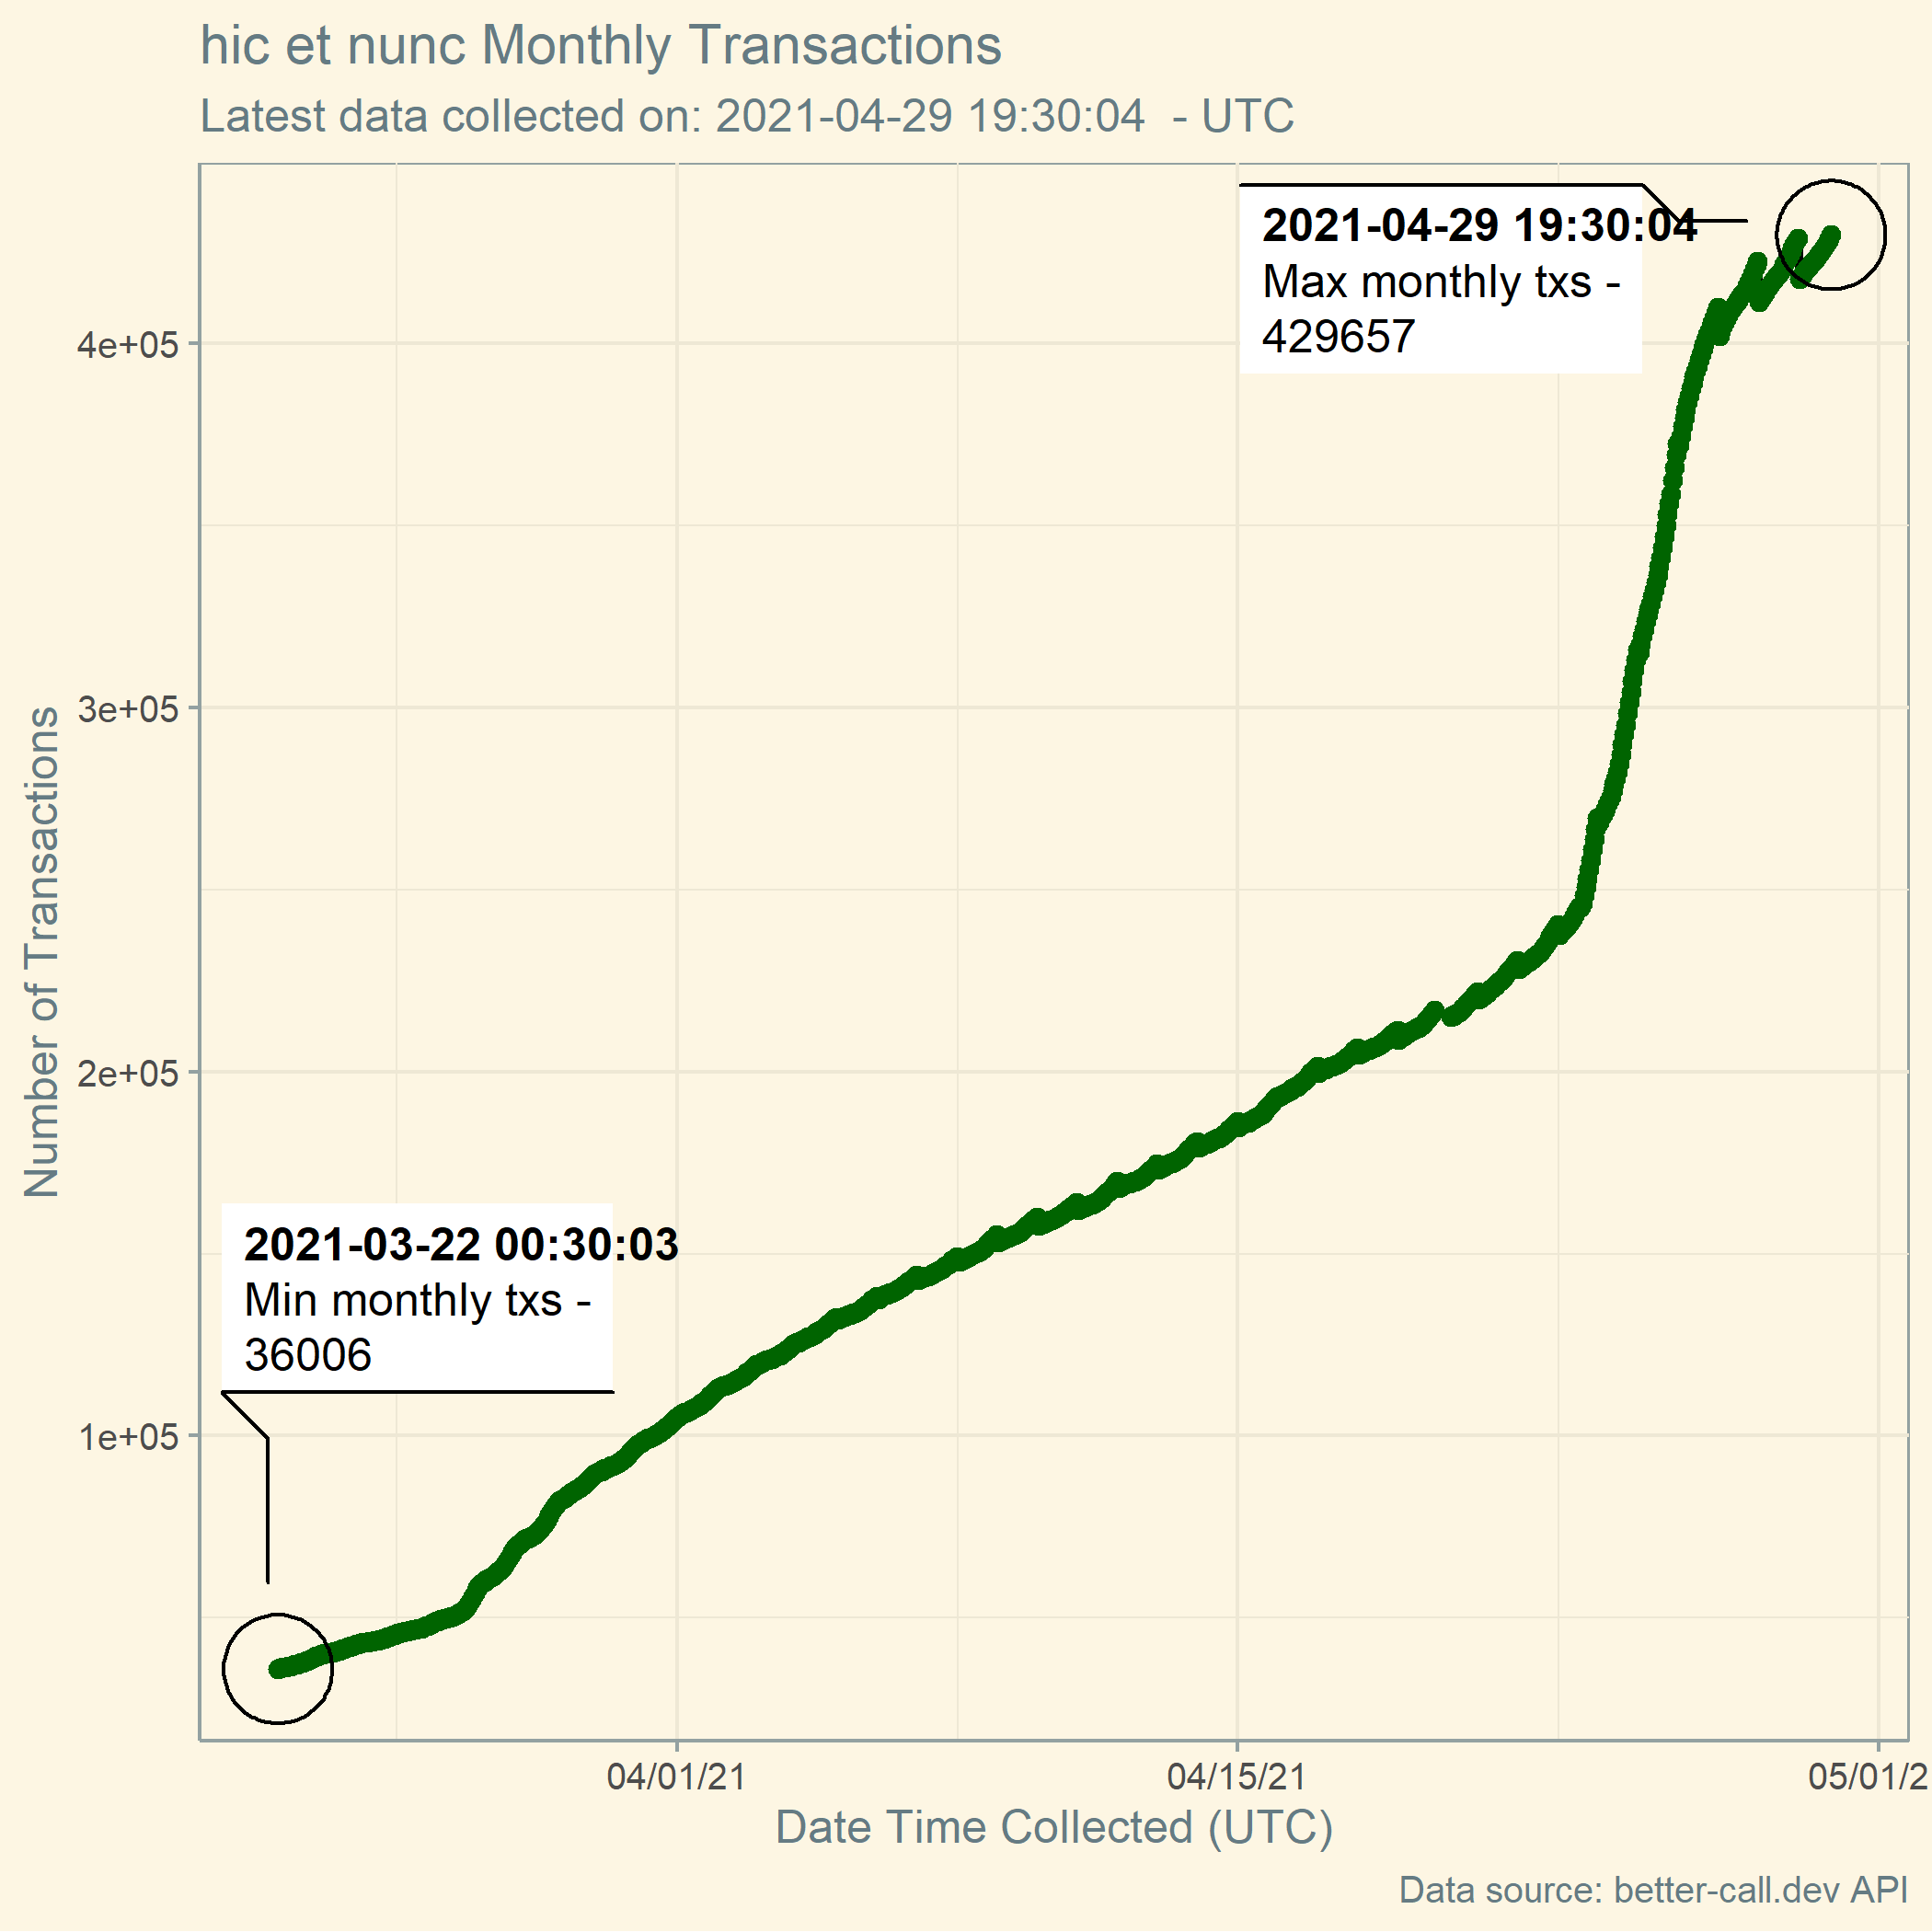 hic et nunc Monthly Transactions
Latest data collected on: 2021-04-29 19:30:04  - UTC
2021-04-29 19:30:04
Max monthly txs -
429657
4e+05
3e+05
2e+05
1e+05
Number of Transactions
2021-03-22 00:30:03
Min monthly txs -
36006
04/01/21
04/15/21
05/01/2
Date Time Collected (UTC)
Data source: better-call.dev API